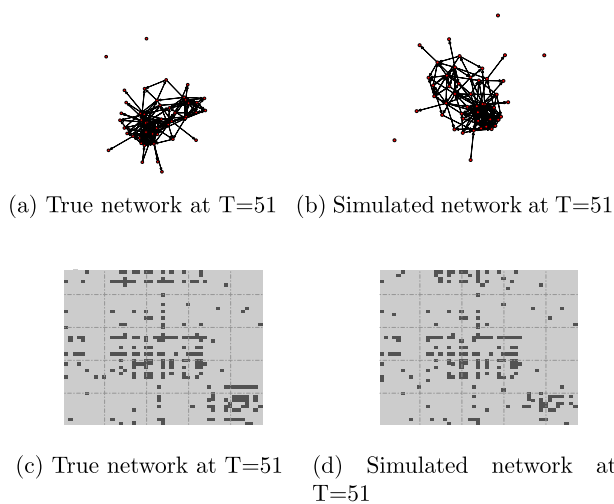 (a) True network at T=51
(b) Simulated network at T=51
(c) True network at T=51
(d) Simulated network at
T=51